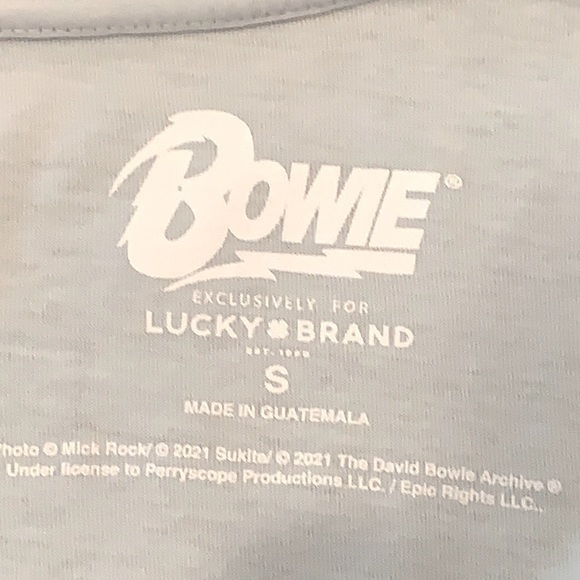 BOWIE®
EXCLUSIVELY FOR
LUCKY BRAND
EST. 1990
S
MADE IN GUATEMALA
Photo © Mick Rock/ © 2021 Sukita/ © 2021 The David Bowie Archive ®
Under license to Perryscope Productions LLC. / Epic Rights LLC..